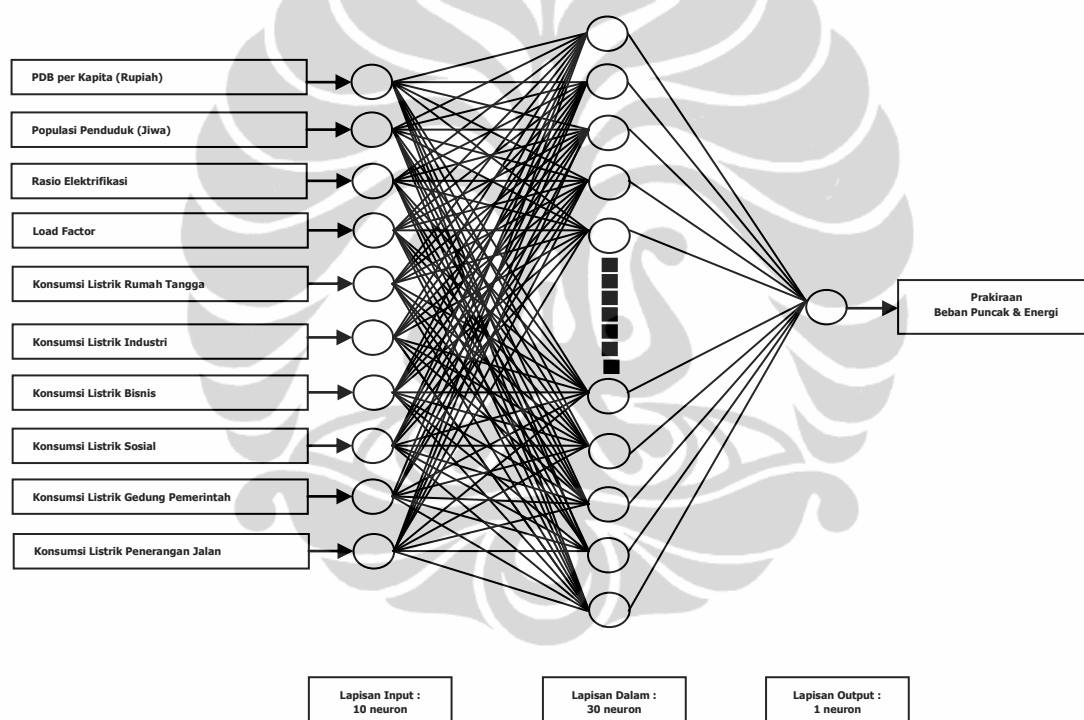 PDB per Kapita (Rupiah)
Populasi Penduduk (Jiwa)
Rasio Elektrifikasi
Load Factor
Konsumsi Listrik Rumah Tangga
Konsumsi Listrik Industri
Konsumsi Listrik Bisnis
Konsumsi Listrik Sosial
Konsumsi Listrik Gedung Pemerintah
Konsumsi Listrik Penerangan Jalan
Prakiraan
Beban Puncak & Energi
Lapisan Input :
10 neuron
Lapisan Dalam :
30 neuron
Lapisan Output :
1 neuron